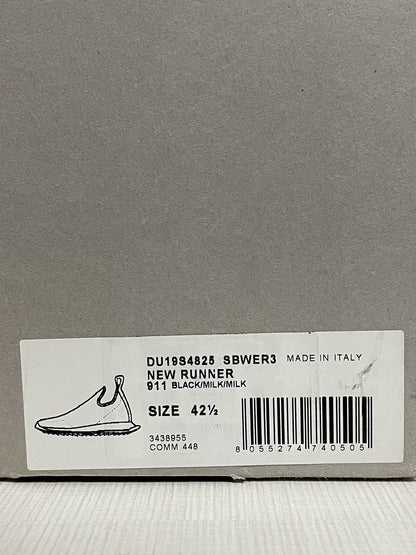 DU19S4825 SBWER3 MADE IN ITALY
NEW RUNNER
911 BLACK/MILK/MILK
SIZE 42½
3438955
COMM 448
8 055274 740505